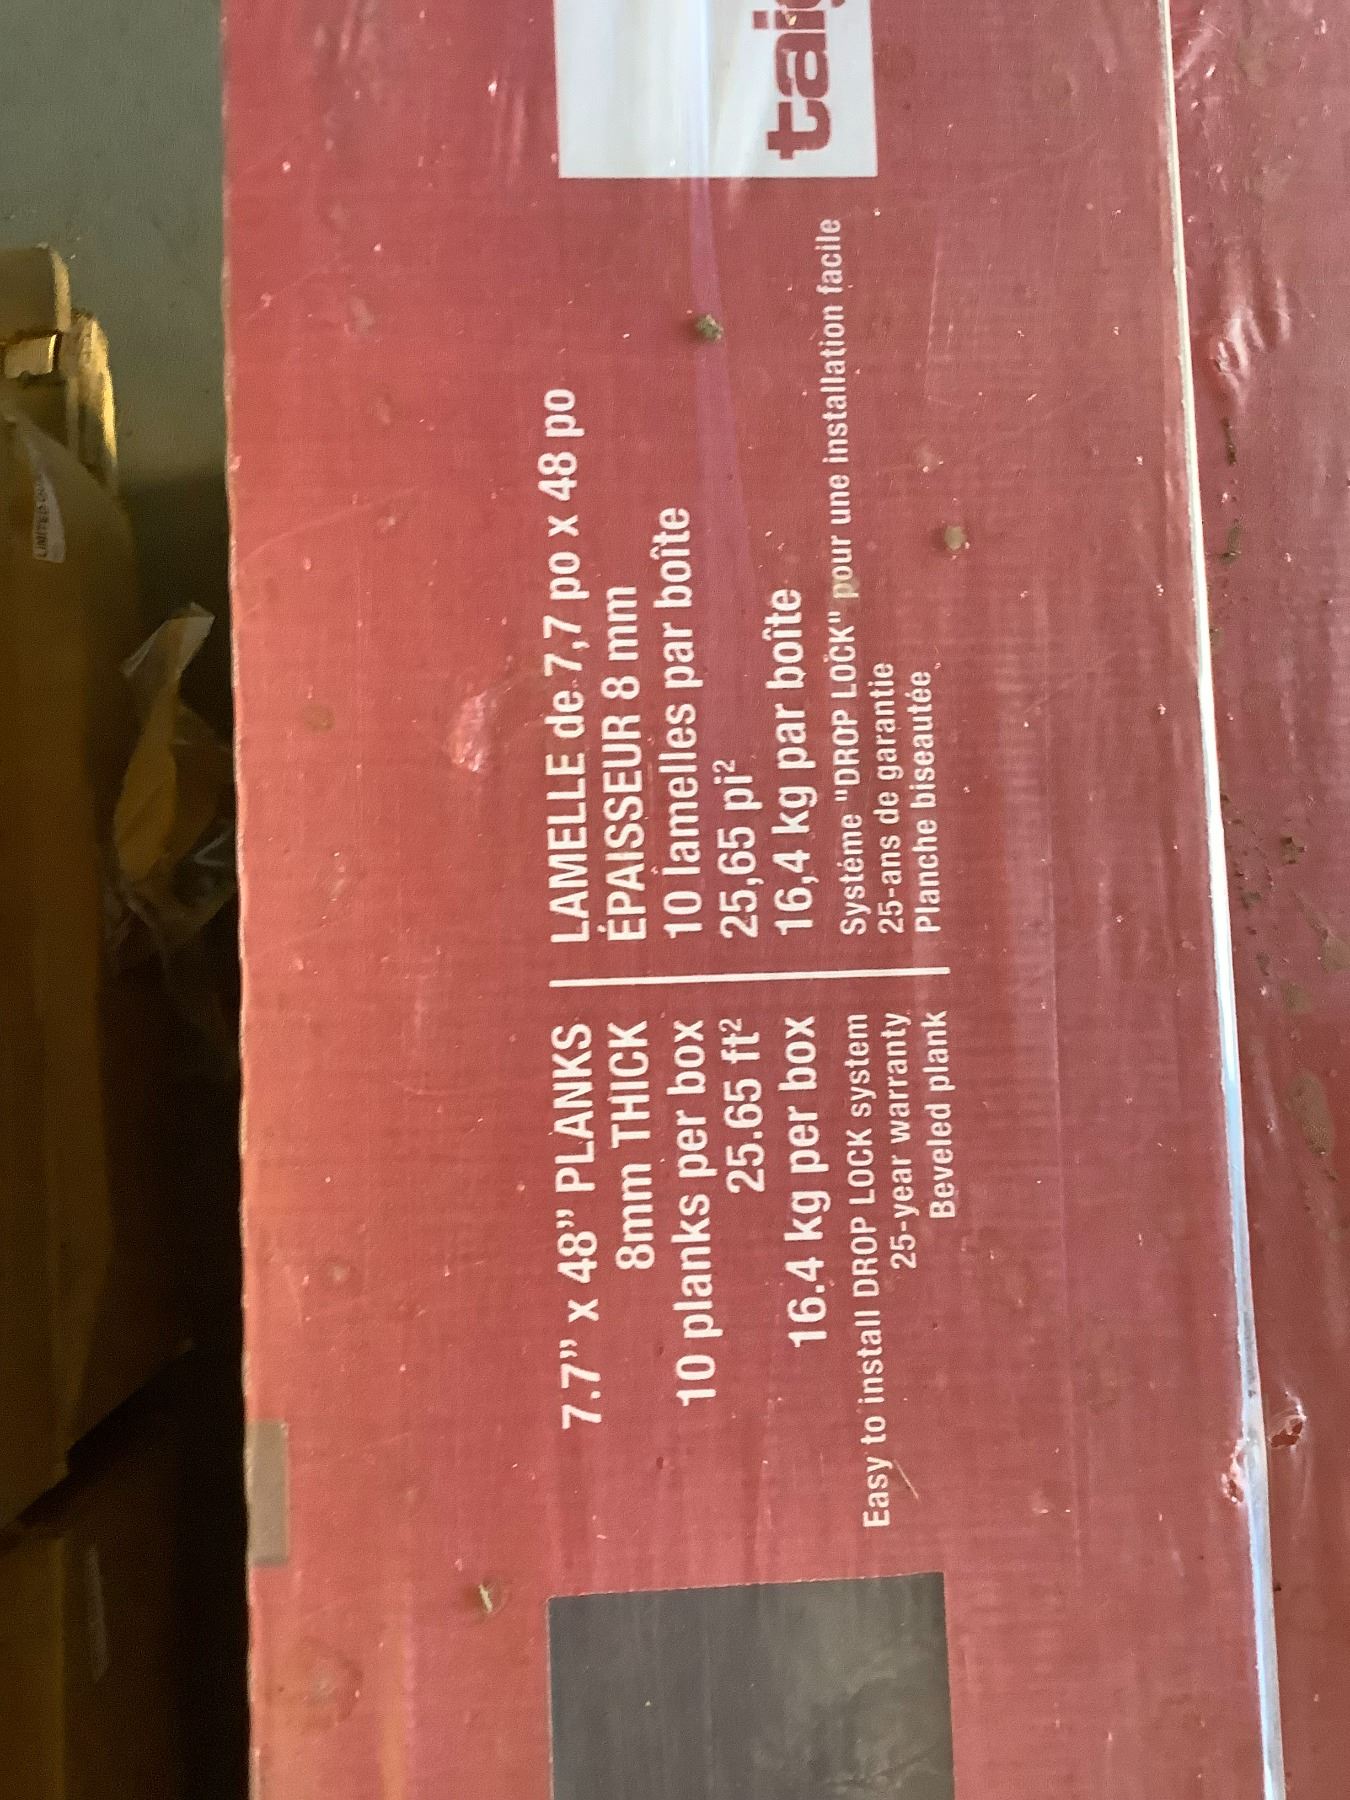 7.7” x 48” PLANKS
8mm THICK
10 planks per box
25.65 ft²
16.4 kg per box
Easy to install DROP LOCK system
25-year warranty
Beveled plank
LAMELLE de 7,7 po x 48 po
ÉPAISSEUR 8 mm
10 lamelles par boîte
25,65 pi²
16,4 kg par boîte
Systéme "DROP LOCK" pour une installation facile
25-ans de garantie
Planche biseautée